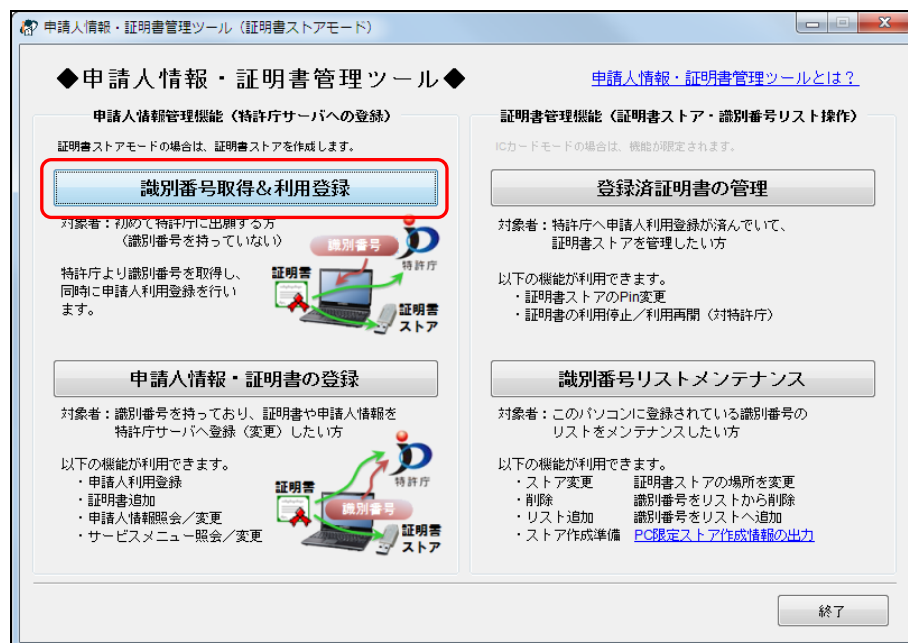 申請人情報・証明書管理ツール（証明書ストアモード）
◆申請人情報・証明書管理ツール◆
申請人情報・証明書管理ツールとは？
申請人情報管理機能（特許庁サーバへの登録）
証明書ストアモードの場合は、証明書ストアを作成します。
識別番号取得＆利用登録
対象者：初めて特許庁に出願する方
（識別番号を持っていない）
特許庁より識別番号を取得し、
同時に申請人利用登録を行い
ます。
識別番号
特許庁
証明書
証明書
ストア
申請人情報・証明書の登録
対象者：識別番号を持っており、証明書や申請人情報を
特許庁サーバへ登録（変更）したい方
以下の機能が利用できます。
・申請人利用登録
・証明書追加
・申請人情報照会／変更
・サービスメニュー照会／変更
特許庁
証明書
識別番号
証明書
ストア
証明書管理機能（証明書ストア・識別番号リスト操作）
ICカードモードの場合は、機能が限定されます。
登録済証明書の管理
対象者：特許庁へ申請人利用登録が済んでいて、
証明書ストアを管理したい方
以下の機能が利用できます。
・証明書ストアのPin変更
・証明書の利用停止／利用再開（対特許庁）
識別番号リストメンテナンス
対象者：このパソコンに登録されている識別番号の
リストをメンテナンスしたい方
以下の機能が利用できます。
・ストア変更　証明書ストアの場所を変更
・削除　識別番号をリストから削除
・リスト追加　識別番号をリストへ追加
・ストア作成準備　PC限定ストア作成情報の出力
終了